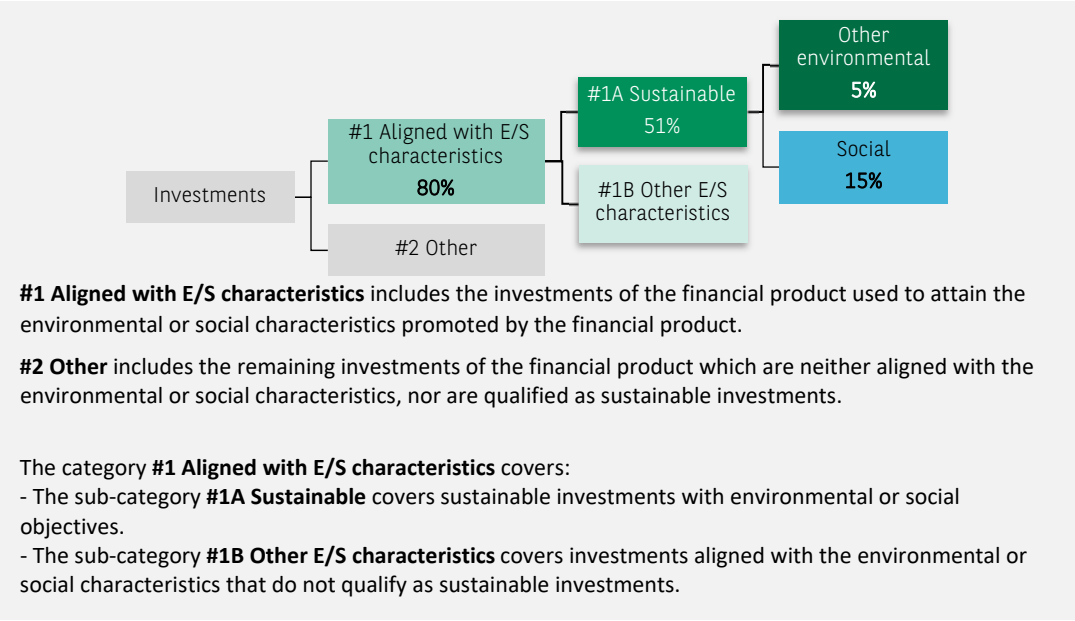 Investments
#1 Aligned with E/S
characteristics
80%
#2 Other
#1A Sustainable
51%
#1B Other E/S
characteristics
Other
environmental
5%
Social
15%
#1 Aligned with E/S characteristics includes the investments of the financial product used to attain the
environmental or social characteristics promoted by the financial product.
#2 Other includes the remaining investments of the financial product which are neither aligned with the
environmental or social characteristics, nor are qualified as sustainable investments.
The category #1 Aligned with E/S characteristics covers:
- The sub-category #1A Sustainable covers sustainable investments with environmental or social
objectives.
- The sub-category #1B Other E/S characteristics covers investments aligned with the environmental or
social characteristics that do not qualify as sustainable investments.